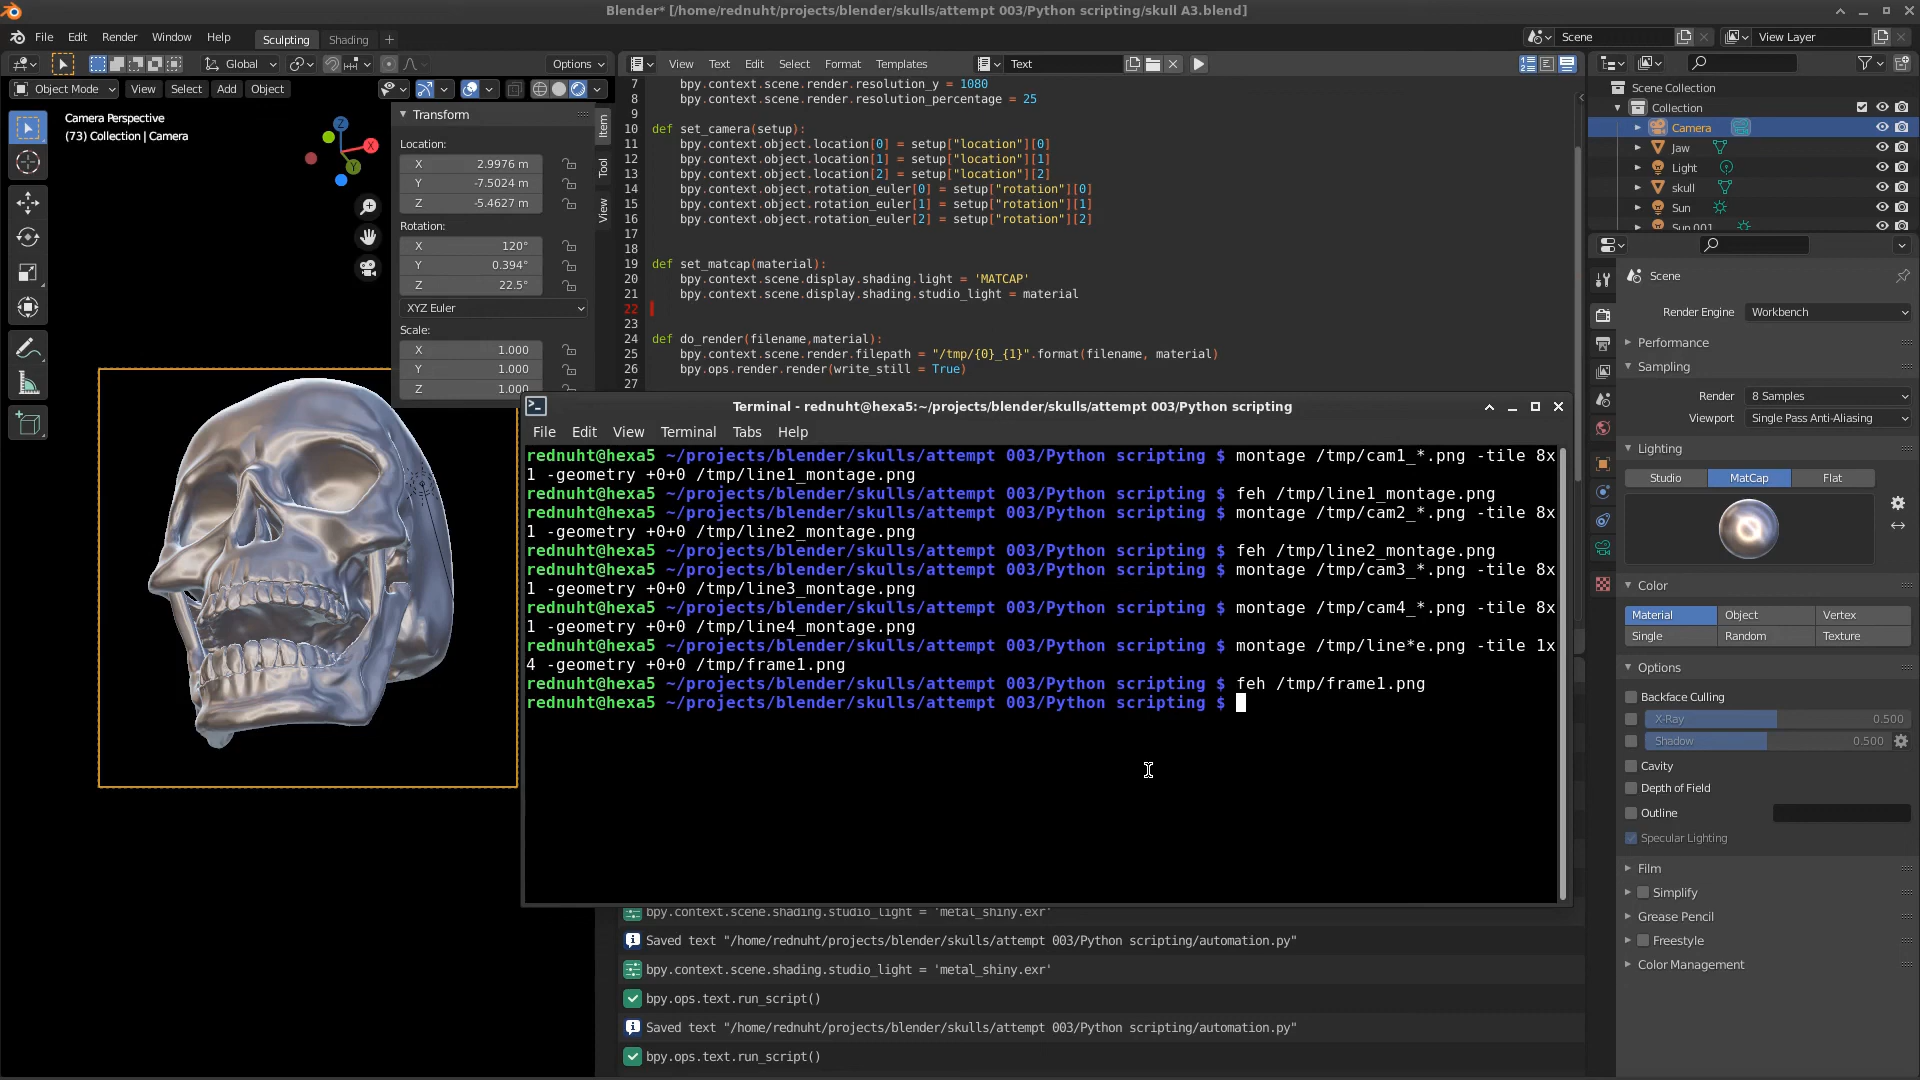 Blender* [/home/rednuht/projects/blender/skulls/attempt 003/Python scripting/skull A3.blend]
File Edit Render Window Help Sculpting Shading + Scene View Layer
Global Options View Text Edit Select Format Templates Text
Object Mode View Select Add Object
Camera Perspective
(73) Collection | Camera
Transform
Location:
X 2.9976 m
Y -7.5024 m
Z -5.4627 m
Rotation:
X 120°
Y 0.394°
Z 22.5°
XYZ Euler
Scale:
X 1.000
Y 1.000
Z 1.000
Item
Tool
View
7 bpy.context.scene.render.resolution_y = 1080
8 bpy.context.scene.render.resolution_percentage = 25
9
10 def set_camera(setup):
11 bpy.context.object.location[0] = setup["location"][0]
12 bpy.context.object.location[1] = setup["location"][1]
13 bpy.context.object.location[2] = setup["location"][2]
14 bpy.context.object.rotation_euler[0] = setup["rotation"][0]
15 bpy.context.object.rotation_euler[1] = setup["rotation"][1]
16 bpy.context.object.rotation_euler[2] = setup["rotation"][2]
17
18
19 def set_matcap(material):
20 bpy.context.scene.display.shading.light = 'MATCAP'
21 bpy.context.scene.display.shading.studio_light = material
22
23
24 def do_render(filename,material):
25 bpy.context.scene.render.filepath = "/tmp/{0}_{1}".format(filename, material)
26 bpy.ops.render.render(write_still = True)
27
Terminal - rednuht@hexa5:~/projects/blender/skulls/attempt 003/Python scripting
File Edit View Terminal Tabs Help
rednuht@hexa5 ~/projects/blender/skulls/attempt 003/Python scripting $ montage /tmp/cam1_*.png -tile 8x
1 -geometry +0+0 /tmp/line1_montage.png
rednuht@hexa5 ~/projects/blender/skulls/attempt 003/Python scripting $ feh /tmp/line1_montage.png
rednuht@hexa5 ~/projects/blender/skulls/attempt 003/Python scripting $ montage /tmp/cam2_*.png -tile 8x
1 -geometry +0+0 /tmp/line2_montage.png
rednuht@hexa5 ~/projects/blender/skulls/attempt 003/Python scripting $ feh /tmp/line2_montage.png
rednuht@hexa5 ~/projects/blender/skulls/attempt 003/Python scripting $ montage /tmp/cam3_*.png -tile 8x
1 -geometry +0+0 /tmp/line3_montage.png
rednuht@hexa5 ~/projects/blender/skulls/attempt 003/Python scripting $ montage /tmp/cam4_*.png -tile 8x
1 -geometry +0+0 /tmp/line4_montage.png
rednuht@hexa5 ~/projects/blender/skulls/attempt 003/Python scripting $ montage /tmp/line*e.png -tile 1x
4 -geometry +0+0 /tmp/frame1.png
rednuht@hexa5 ~/projects/blender/skulls/attempt 003/Python scripting $ feh /tmp/frame1.png
rednuht@hexa5 ~/projects/blender/skulls/attempt 003/Python scripting $
bpy.context.scene.shading.studio_light = 'metal_shiny.exr'
Saved text "/home/rednuht/projects/blender/skulls/attempt 003/Python scripting/automation.py"
bpy.context.scene.shading.studio_light = 'metal_shiny.exr'
bpy.ops.text.run_script()
Saved text "/home/rednuht/projects/blender/skulls/attempt 003/Python scripting/automation.py"
bpy.ops.text.run_script()
Scene Collection
Collection
Camera
Jaw
Light
skull
Sun
Sun.001
Scene
Render Engine Workbench
Performance
Sampling
Render 8 Samples
Viewport Single Pass Anti-Aliasing
Lighting
Studio MatCap Flat
Color
Material Object Vertex
Single Random Texture
Options
Backface Culling
X-Ray 0.500
Shadow 0.500
Cavity
Depth of Field
Outline
Specular Lighting
Film
Simplify
Grease Pencil
Freestyle
Color Management